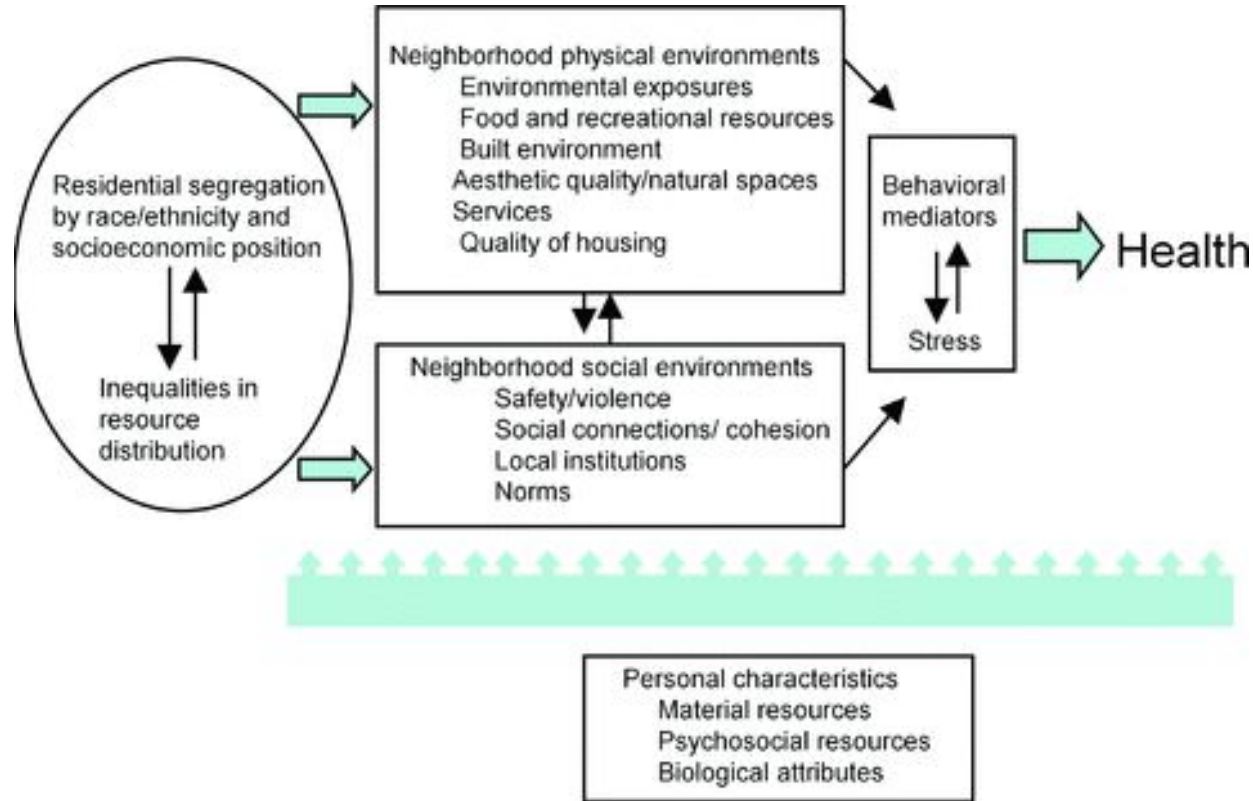 Residential segregation
by race/ethnicity and
socioeconomic position
Inequalities in
resource
distribution
Neighborhood physical environments
Environmental exposures
Food and recreational resources
Built environment
Aesthetic quality/natural spaces
Services
Quality of housing
Neighborhood social environments
Safety/violence
Social connections/ cohesion
Local institutions
Norms
Behavioral
mediators
Stress
Health
Personal characteristics
Material resources
Psychosocial resources
Biological attributes